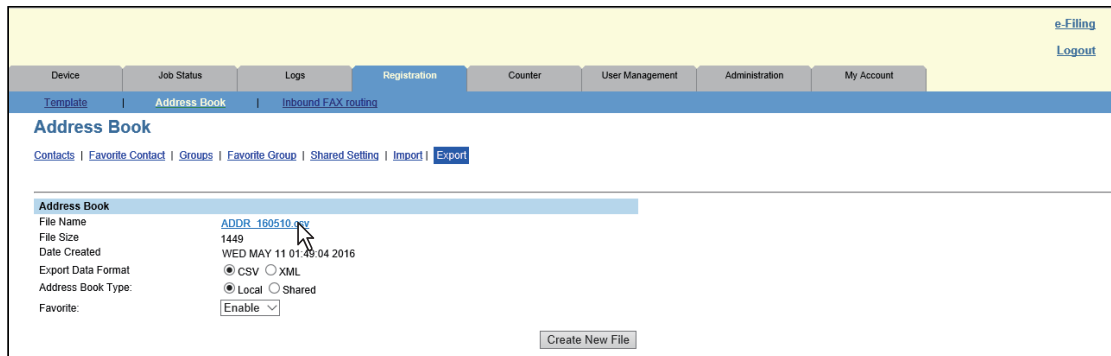 e-Filing
Logout
Device Job Status Logs Registration Counter User Management Administration My Account
Template | Address Book | Inbound FAX routing
Address Book
Contacts | Favorite Contact | Groups | Favorite Group | Shared Setting | Import | Export
Address Book
File Name ADDR_160510.csv
File Size 1449
Date Created WED MAY 11 01:49:04 2016
Export Data Format CSV XML
Address Book Type: Local Shared
Favorite: Enable
Create New File